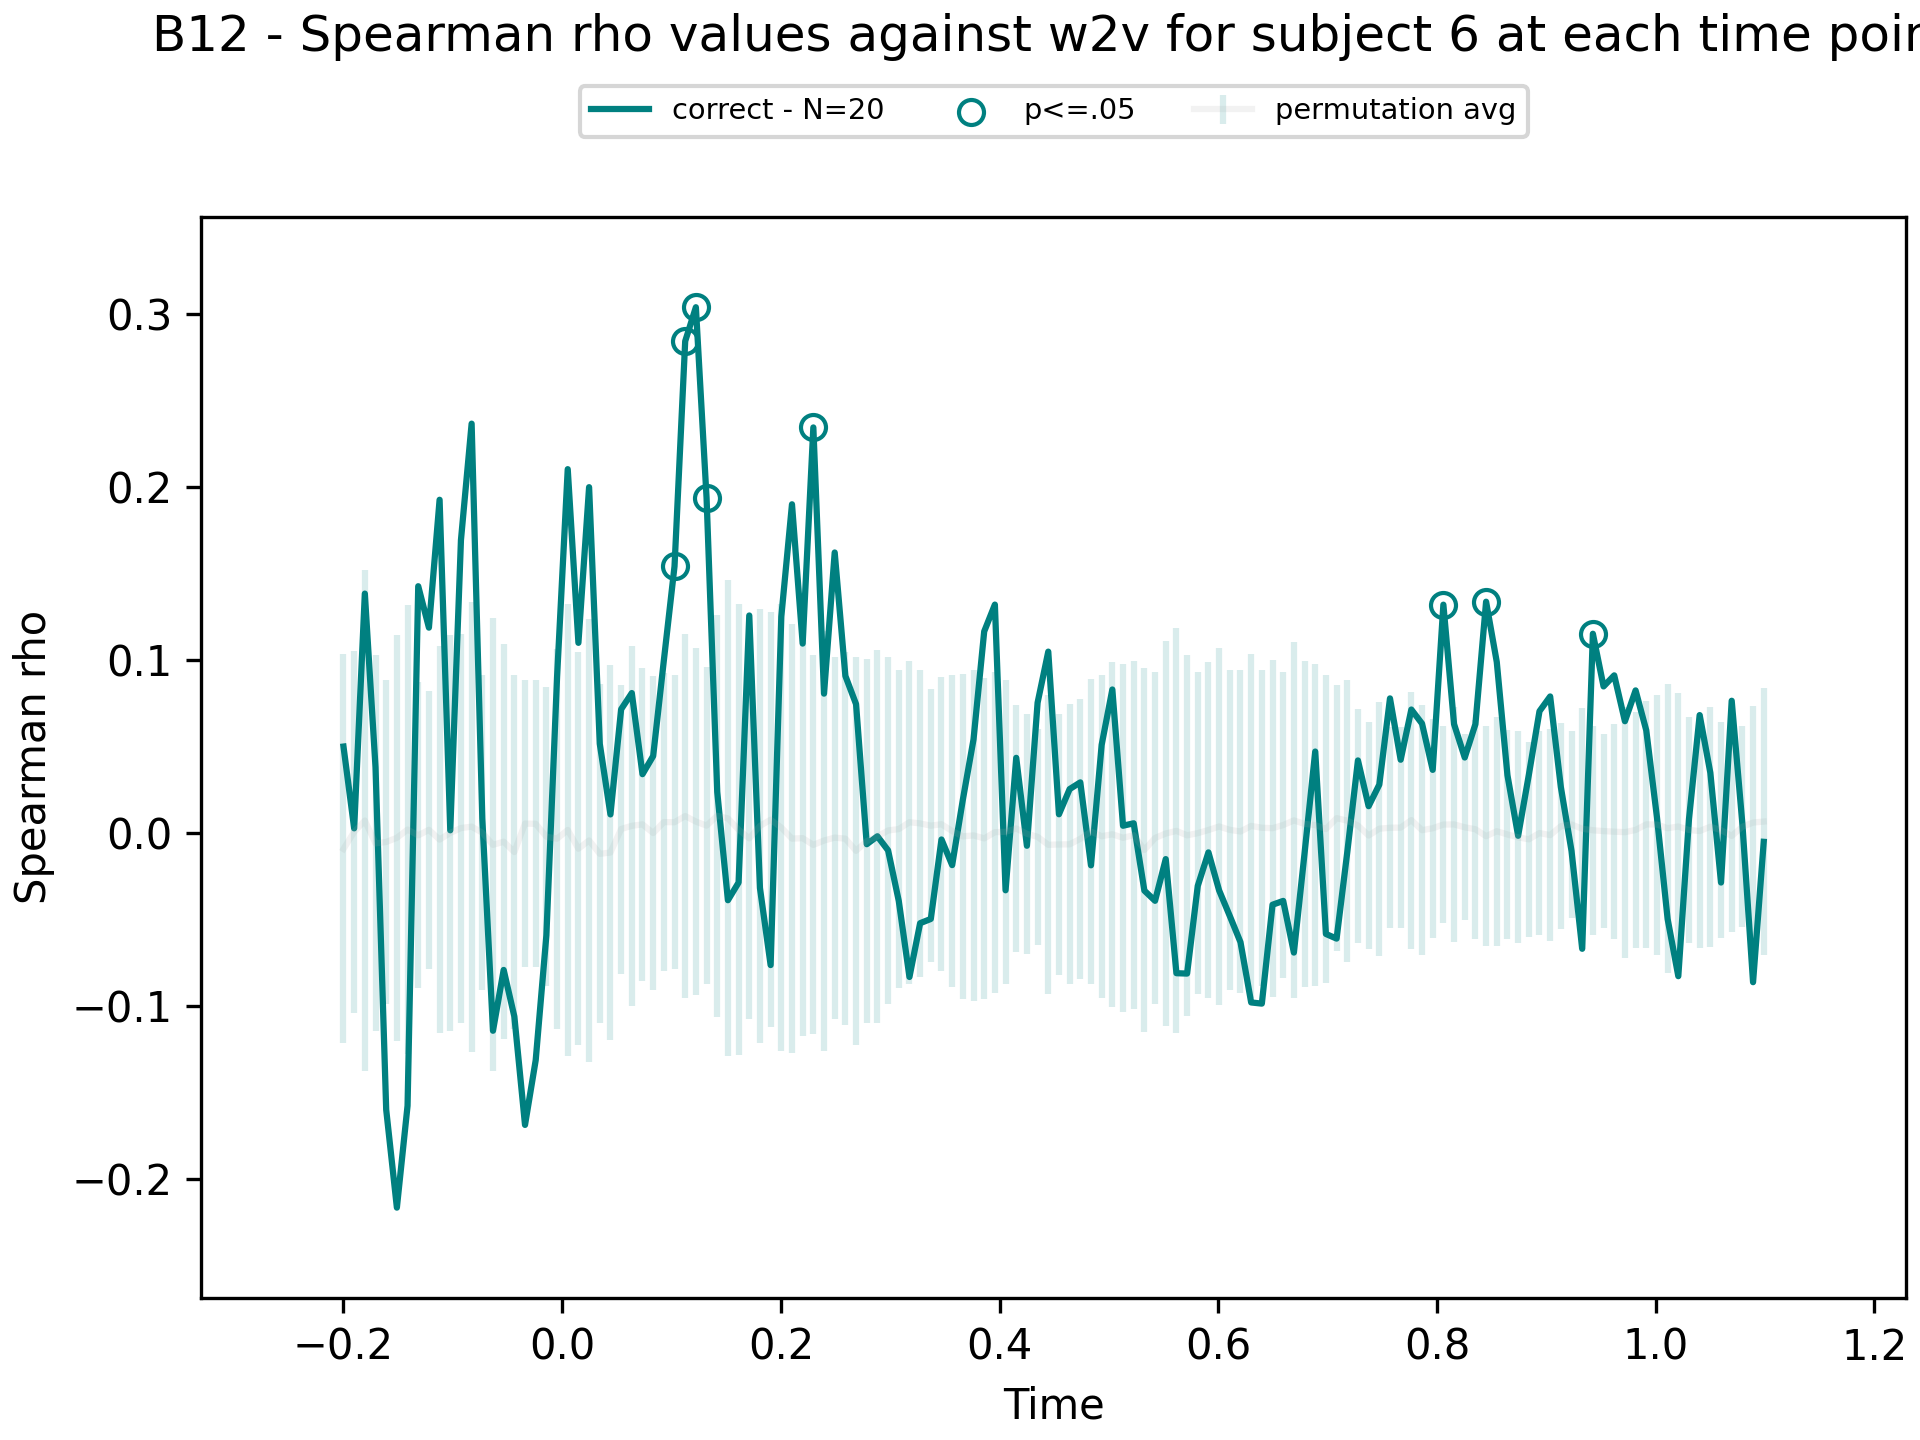 B12 - Spearman rho values against w2v for subject 6 at each time poin
correct - N=20
p<=.05
permutation avg
0.3
0.2
0.1
0.0
−0.1
−0.2
Spearman rho
−0.2
0.0
0.2
0.4
0.6
0.8
1.0
1.2
Time